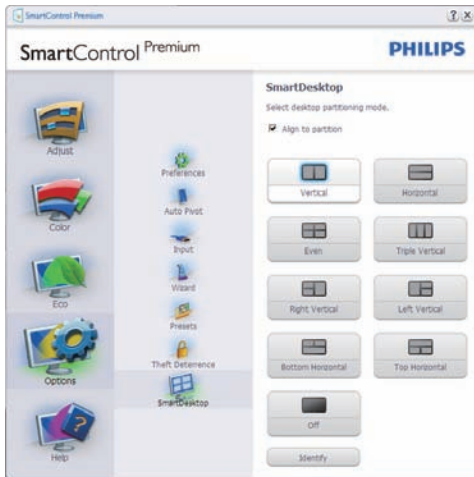 SmartControl Premium
SmartControl Premium
PHILIPS
Adjust
Color
Eco
Options
Help
Preferences
Auto Pivot
Input
Wizard
Presets
Theft Deterrence
SmartDesktop
SmartDesktop
Select desktop partitioning mode.
Align to partition
Vertical
Horizontal
Even
Triple Vertical
Right Vertical
Left Vertical
Bottom Horizontal
Top Horizontal
Off
Identify